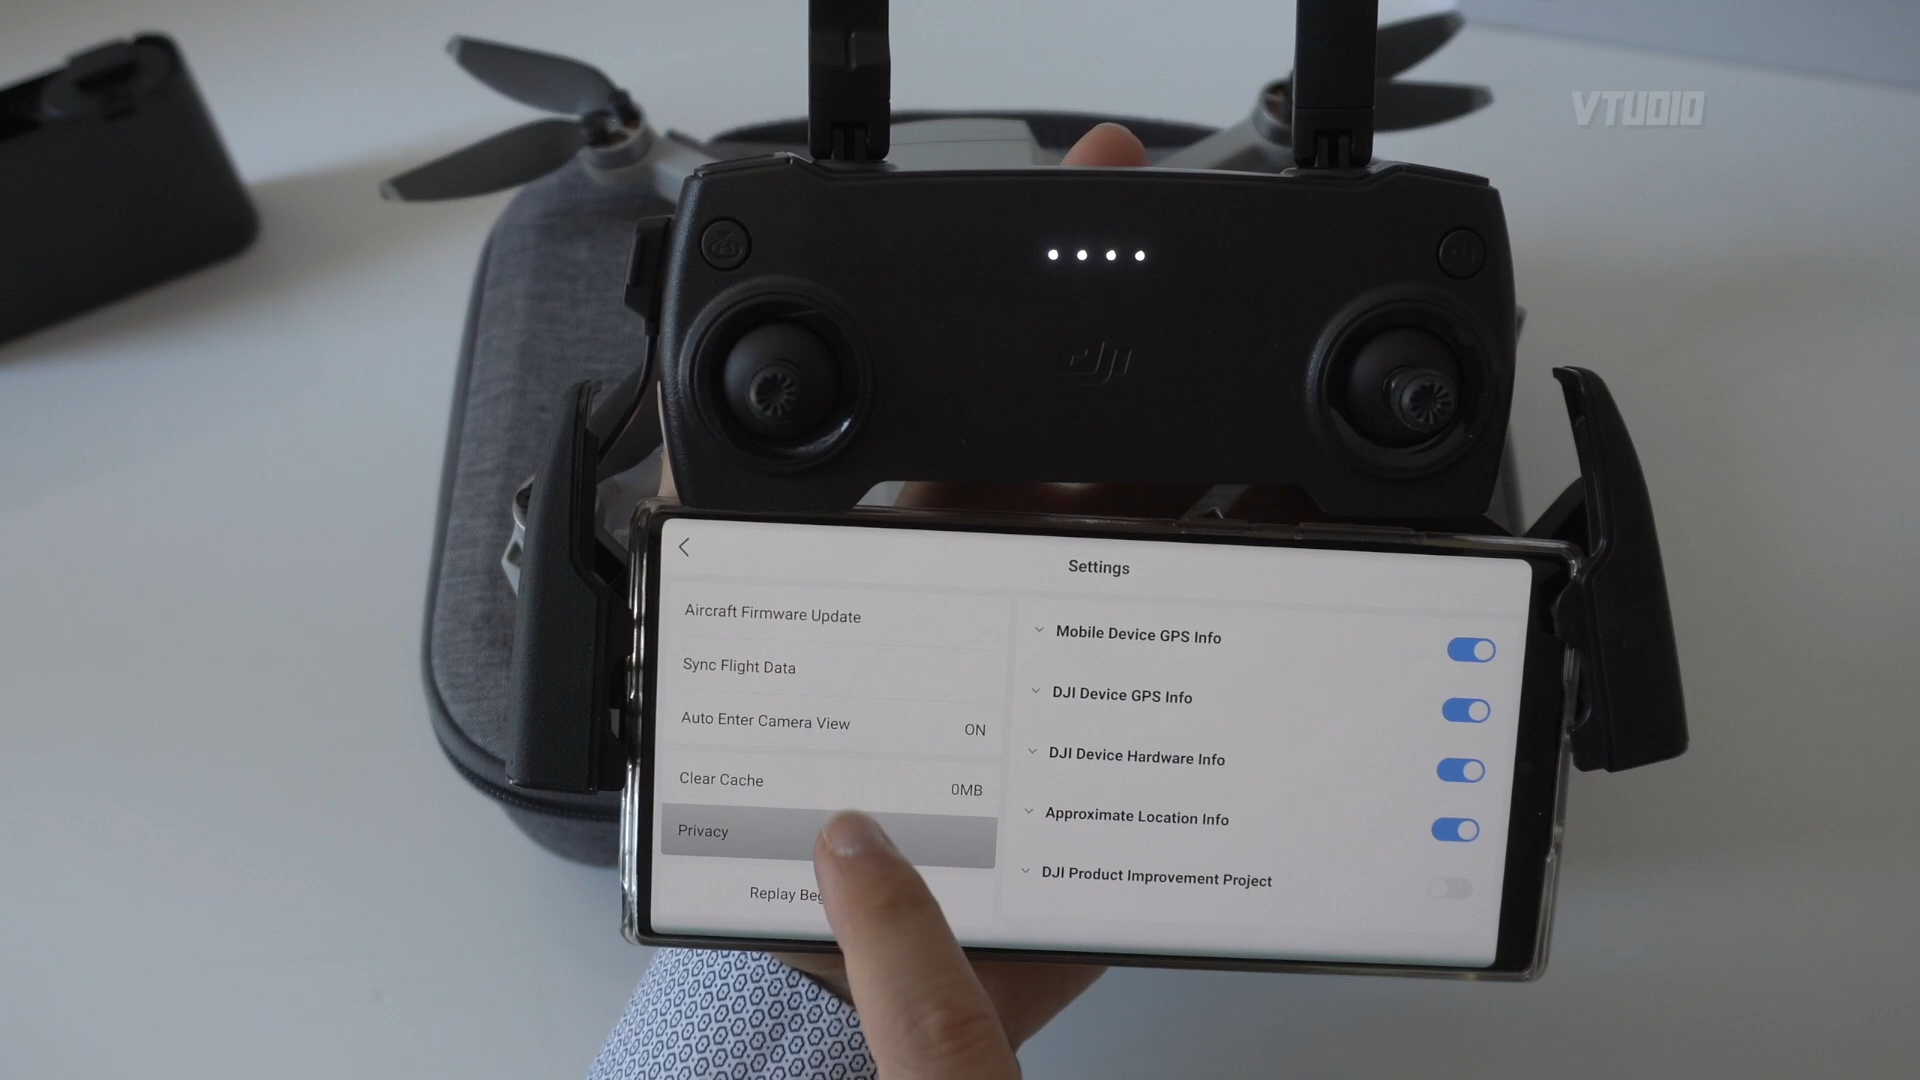 VTUDIO
dji
Settings
Aircraft Firmware Update
Sync Flight Data
Auto Enter Camera View ON
Clear Cache 0MB
Privacy
Replay
Mobile Device GPS Info
DJI Device GPS Info
DJI Device Hardware Info
Approximate Location Info
DJI Product Improvement Project